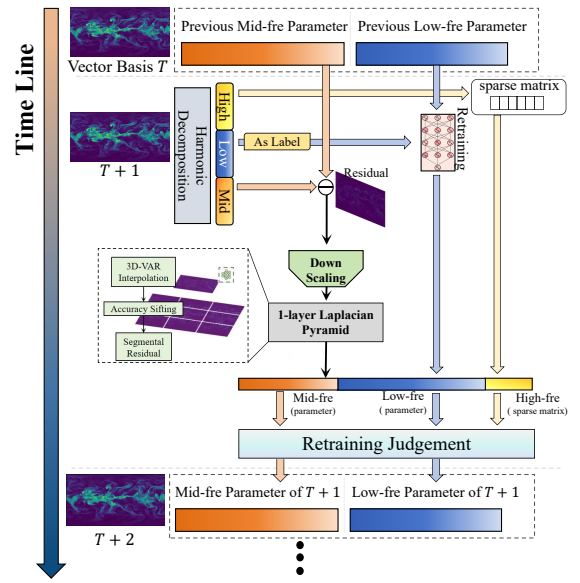 Time Line
Previous Mid-fre Parameter
Previous Low-fre Parameter
Vector Basis T
Harmonic
Decomposition
High
Low
Mid
As Label
sparse matrix
Retraining
T + 1
Residual
Down
Scaling
3D-VAR
Interpolation
Accuracy Sifting
Segmental
Residual
1-layer Laplacian
Pyramid
Mid-fre
(parameter)
Low-fre
( parameter)
High-fre
( sparse matrix)
Retraining Judgement
Mid-fre Parameter of T + 1
Low-fre Parameter of T + 1
T + 2